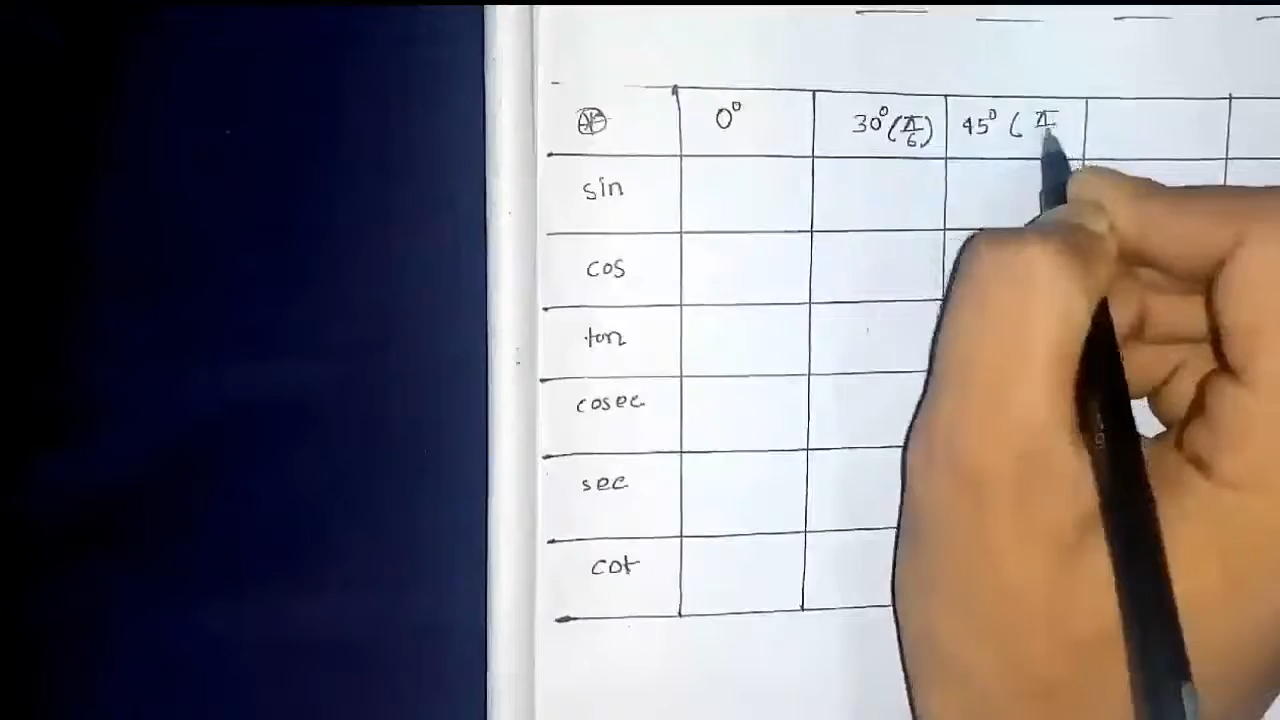 θ 0° 30° (π/6) 45° ( π
sin
cos
tan
cosec
sec
cot